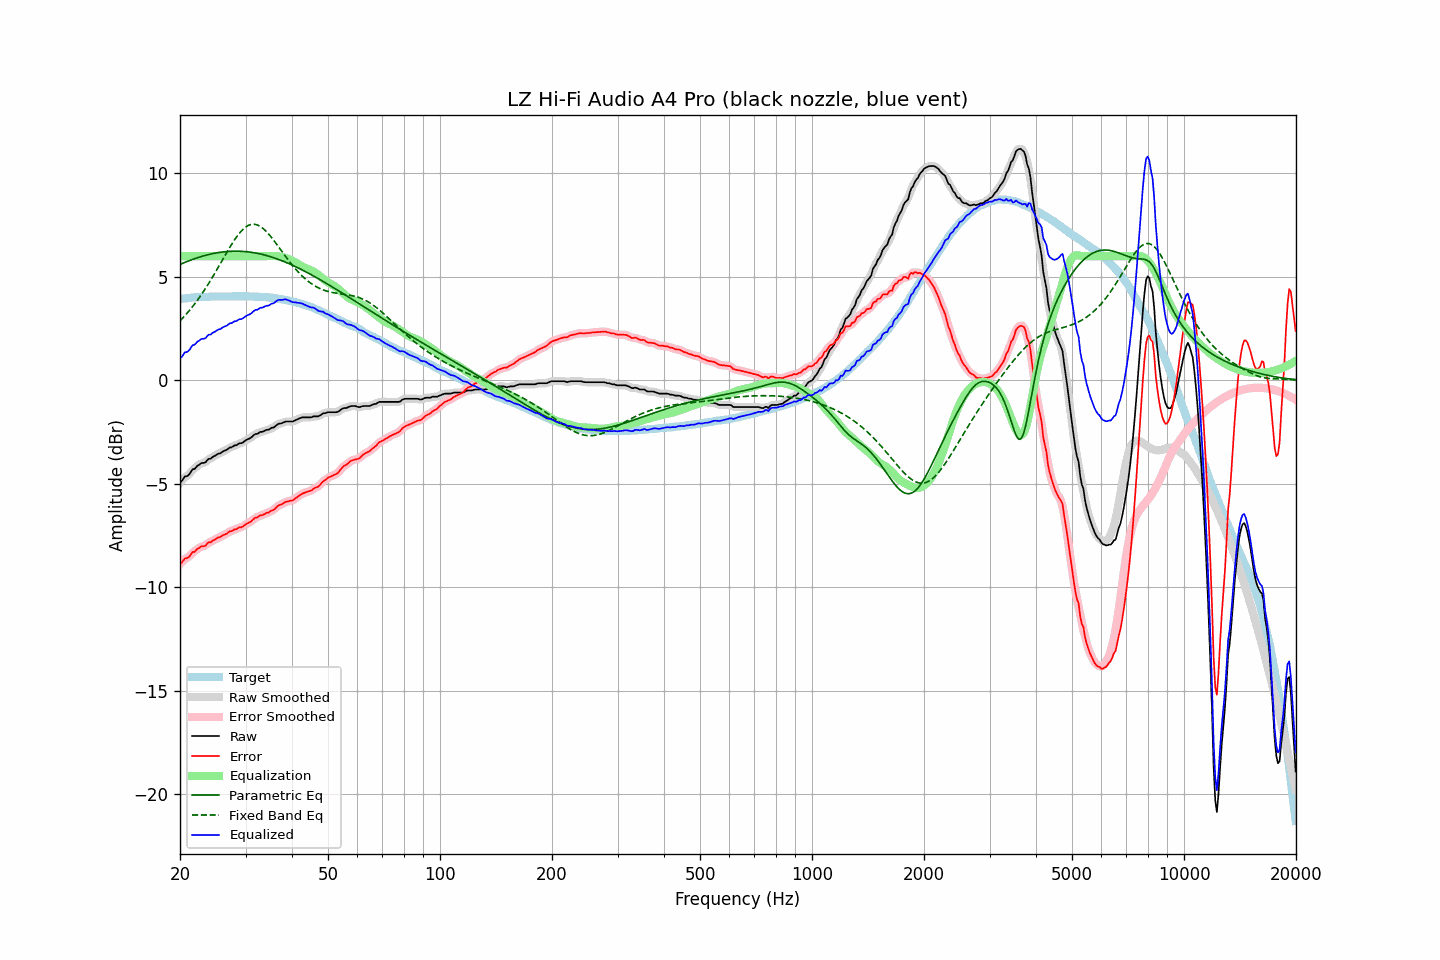 LZ Hi-Fi Audio A4 Pro (black nozzle, blue vent)
Amplitude (dBr)
10
5
0
−5
−10
−15
−20
Target
Raw Smoothed
Error Smoothed
Raw
Error
Equalization
Parametric Eq
Fixed Band Eq
Equalized
20 50 100 200 500 1000 2000 5000 10000 20000
Frequency (Hz)